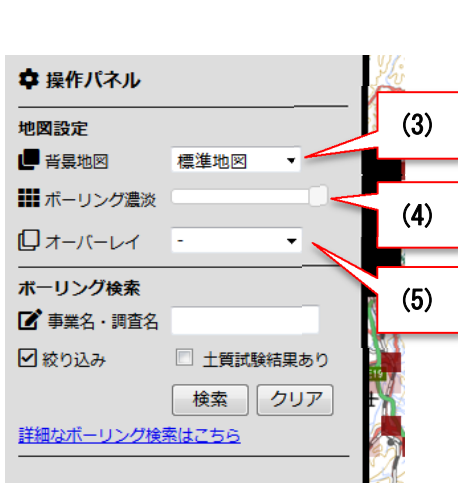 操作パネル
地図設定
背景地図 標準地図 (3)
ボーリング濃淡 (4)
オーバーレイ - (5)
ボーリング検索
事業名・調査名
絞り込み 土質試験結果あり
検索 クリア
詳細なボーリング検索はこちら